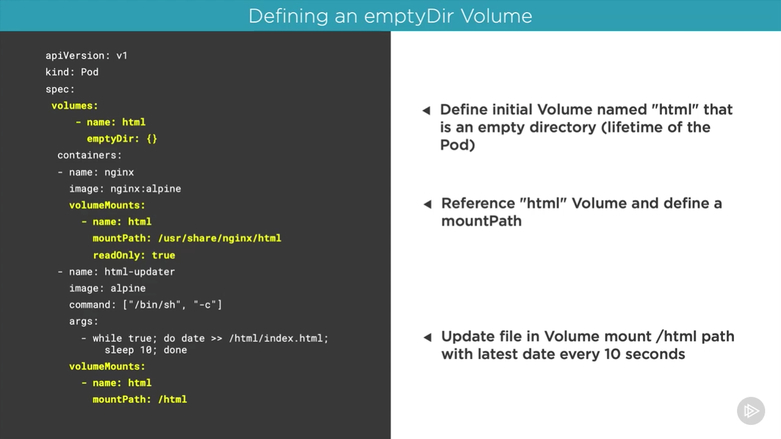 Defining an emptyDir Volume
apiVersion: v1
kind: Pod
spec:
volumes:
- name: html
emptyDir: {}
containers:
- name: nginx
image: nginx:alpine
volumeMounts:
- name: html
mountPath: /usr/share/nginx/html
readOnly: true
- name: html-updater
image: alpine
command: ["/bin/sh", "-c"]
args:
- while true; do date >> /html/index.html;
sleep 10; done
volumeMounts:
- name: html
mountPath: /html
Define initial Volume named "html" that
is an empty directory (lifetime of the
Pod)
Reference "html" Volume and define a
mountPath
Update file in Volume mount /html path
with latest date every 10 seconds